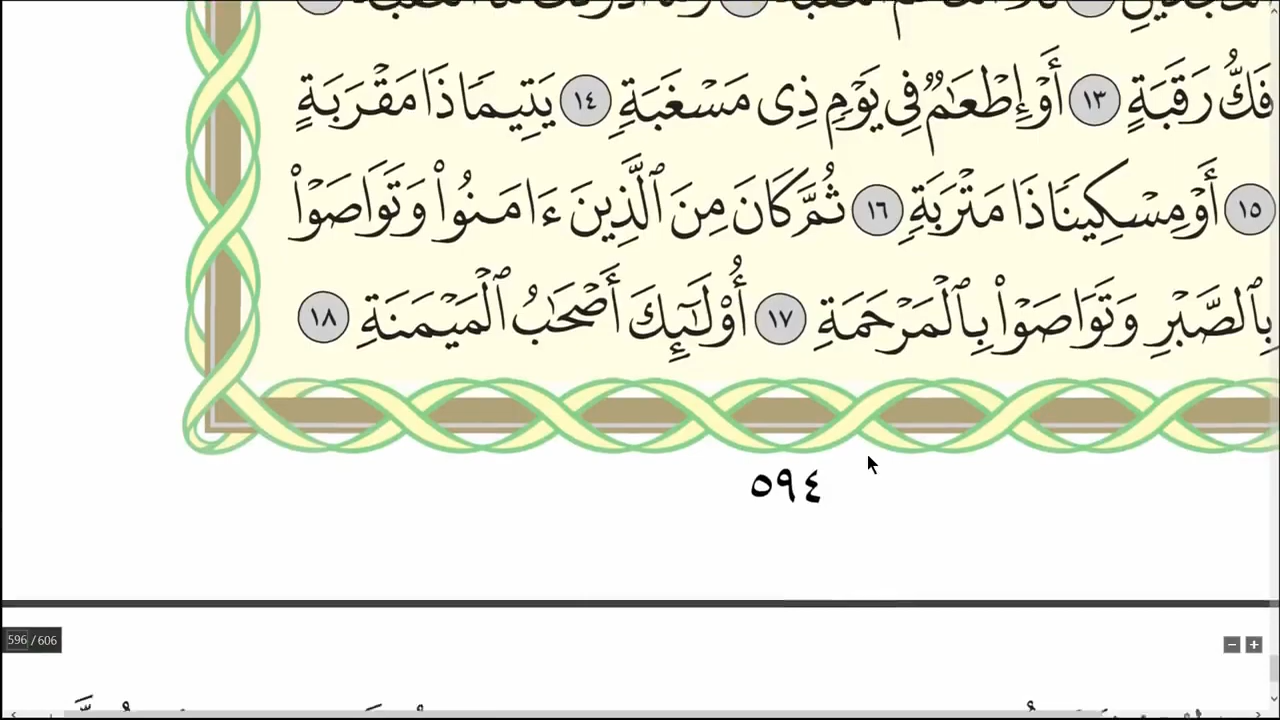 فَكُّ رَقَبَةٍ ١٣ أَوْ إِطْعَٰمٌ فِى يَوْمٍ ذِى مَسْغَبَةٍ ١٤ يَتِيمًا ذَا مَقْرَبَةٍ
١٥ أَوْ مِسْكِينًا ذَا مَتْرَبَةٍ ١٦ ثُمَّ كَانَ مِنَ ٱلَّذِينَ ءَامَنُوا۟ وَتَوَاصَوْا۟
بِٱلصَّبْرِ وَتَوَاصَوْا۟ بِٱلْمَرْحَمَةِ ١٧ أُو۟لَٰٓئِكَ أَصْحَٰبُ ٱلْمَيْمَنَةِ ١٨
٥٩٤
596 / 606